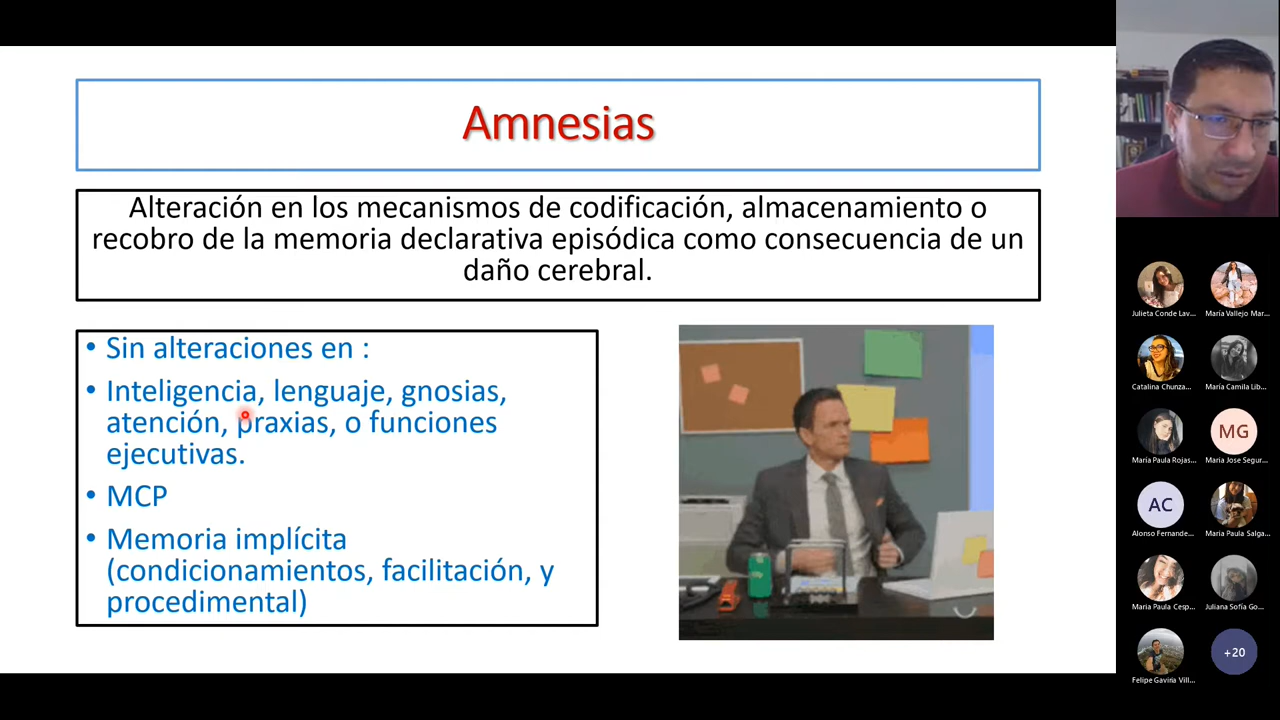 Amnesias
Alteración en los mecanismos de codificación, almacenamiento o
recobro de la memoria declarativa episódica como consecuencia de un
daño cerebral.
• Sin alteraciones en :
• Inteligencia, lenguaje, gnosias,
atención, praxias, o funciones
ejecutivas.
• MCP
• Memoria implícita
(condicionamientos, facilitación, y
procedimental)
Julieta Conde Lav...
María Vallejo Mar...
Catalina Chunza...
María Camila Lib...
María Paula Rojas...
MG
Maria Jose Segur...
AC
Alonso Fernande...
Maria Paula Salga...
Maria Paula Cesp...
Juliana Sofía Go...
Felipe Gaviria Vill...
+20